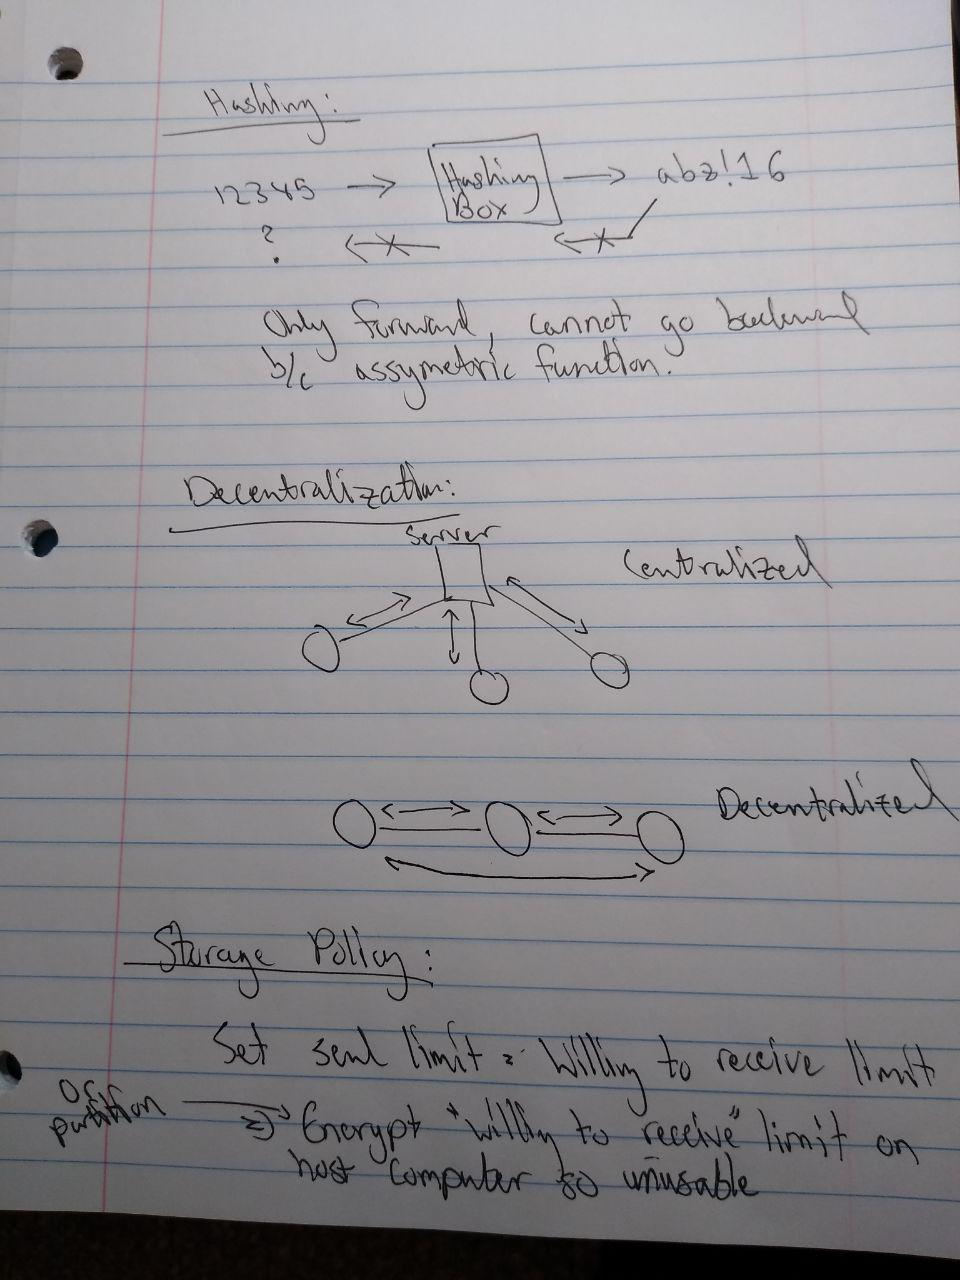 Hashing:
12345 → Hashing → abz!16
Box
?
Only forward, cannot go backward
b/c assymetric function.
Decentralization:
Server
Centralized
Decentralized
Storage Policy:
Set send limit = Willing to receive limit
Or
partition
=> Encrypt "willing to receive" limit on
host computer so unusable